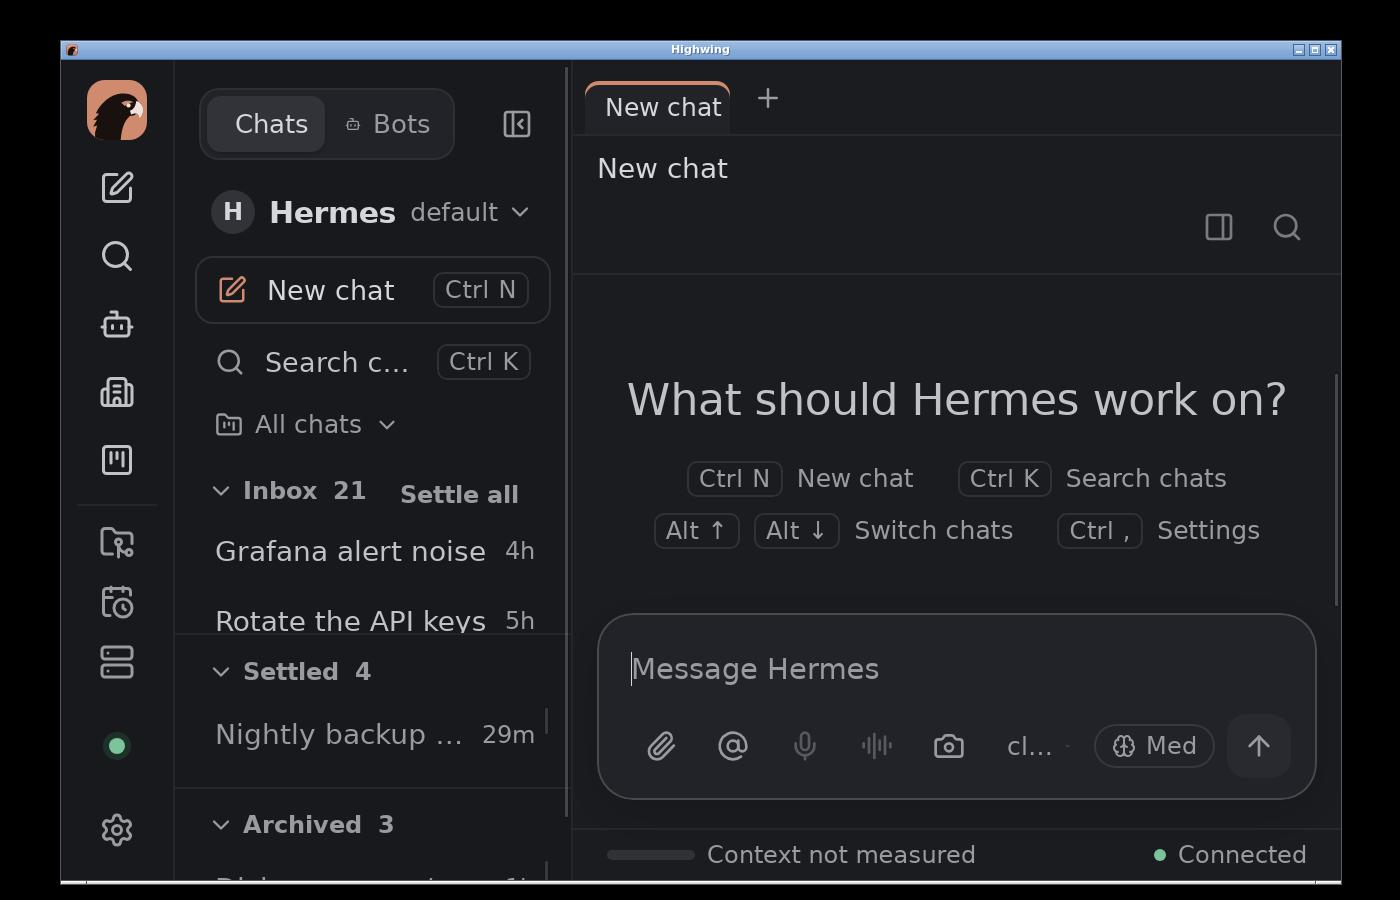 Highwing
Chats
Bots
New chat
New chat
H Hermes default
New chat Ctrl N
Search c... Ctrl K
All chats
Inbox 21 Settle all
Grafana alert noise 4h
Rotate the API keys 5h
Settled 4
Nightly backup ... 29m
Archived 3
What should Hermes work on?
Ctrl N New chat Ctrl K Search chats
Alt ↑ Alt ↓ Switch chats Ctrl , Settings
Message Hermes
cl... Med
Context not measured Connected